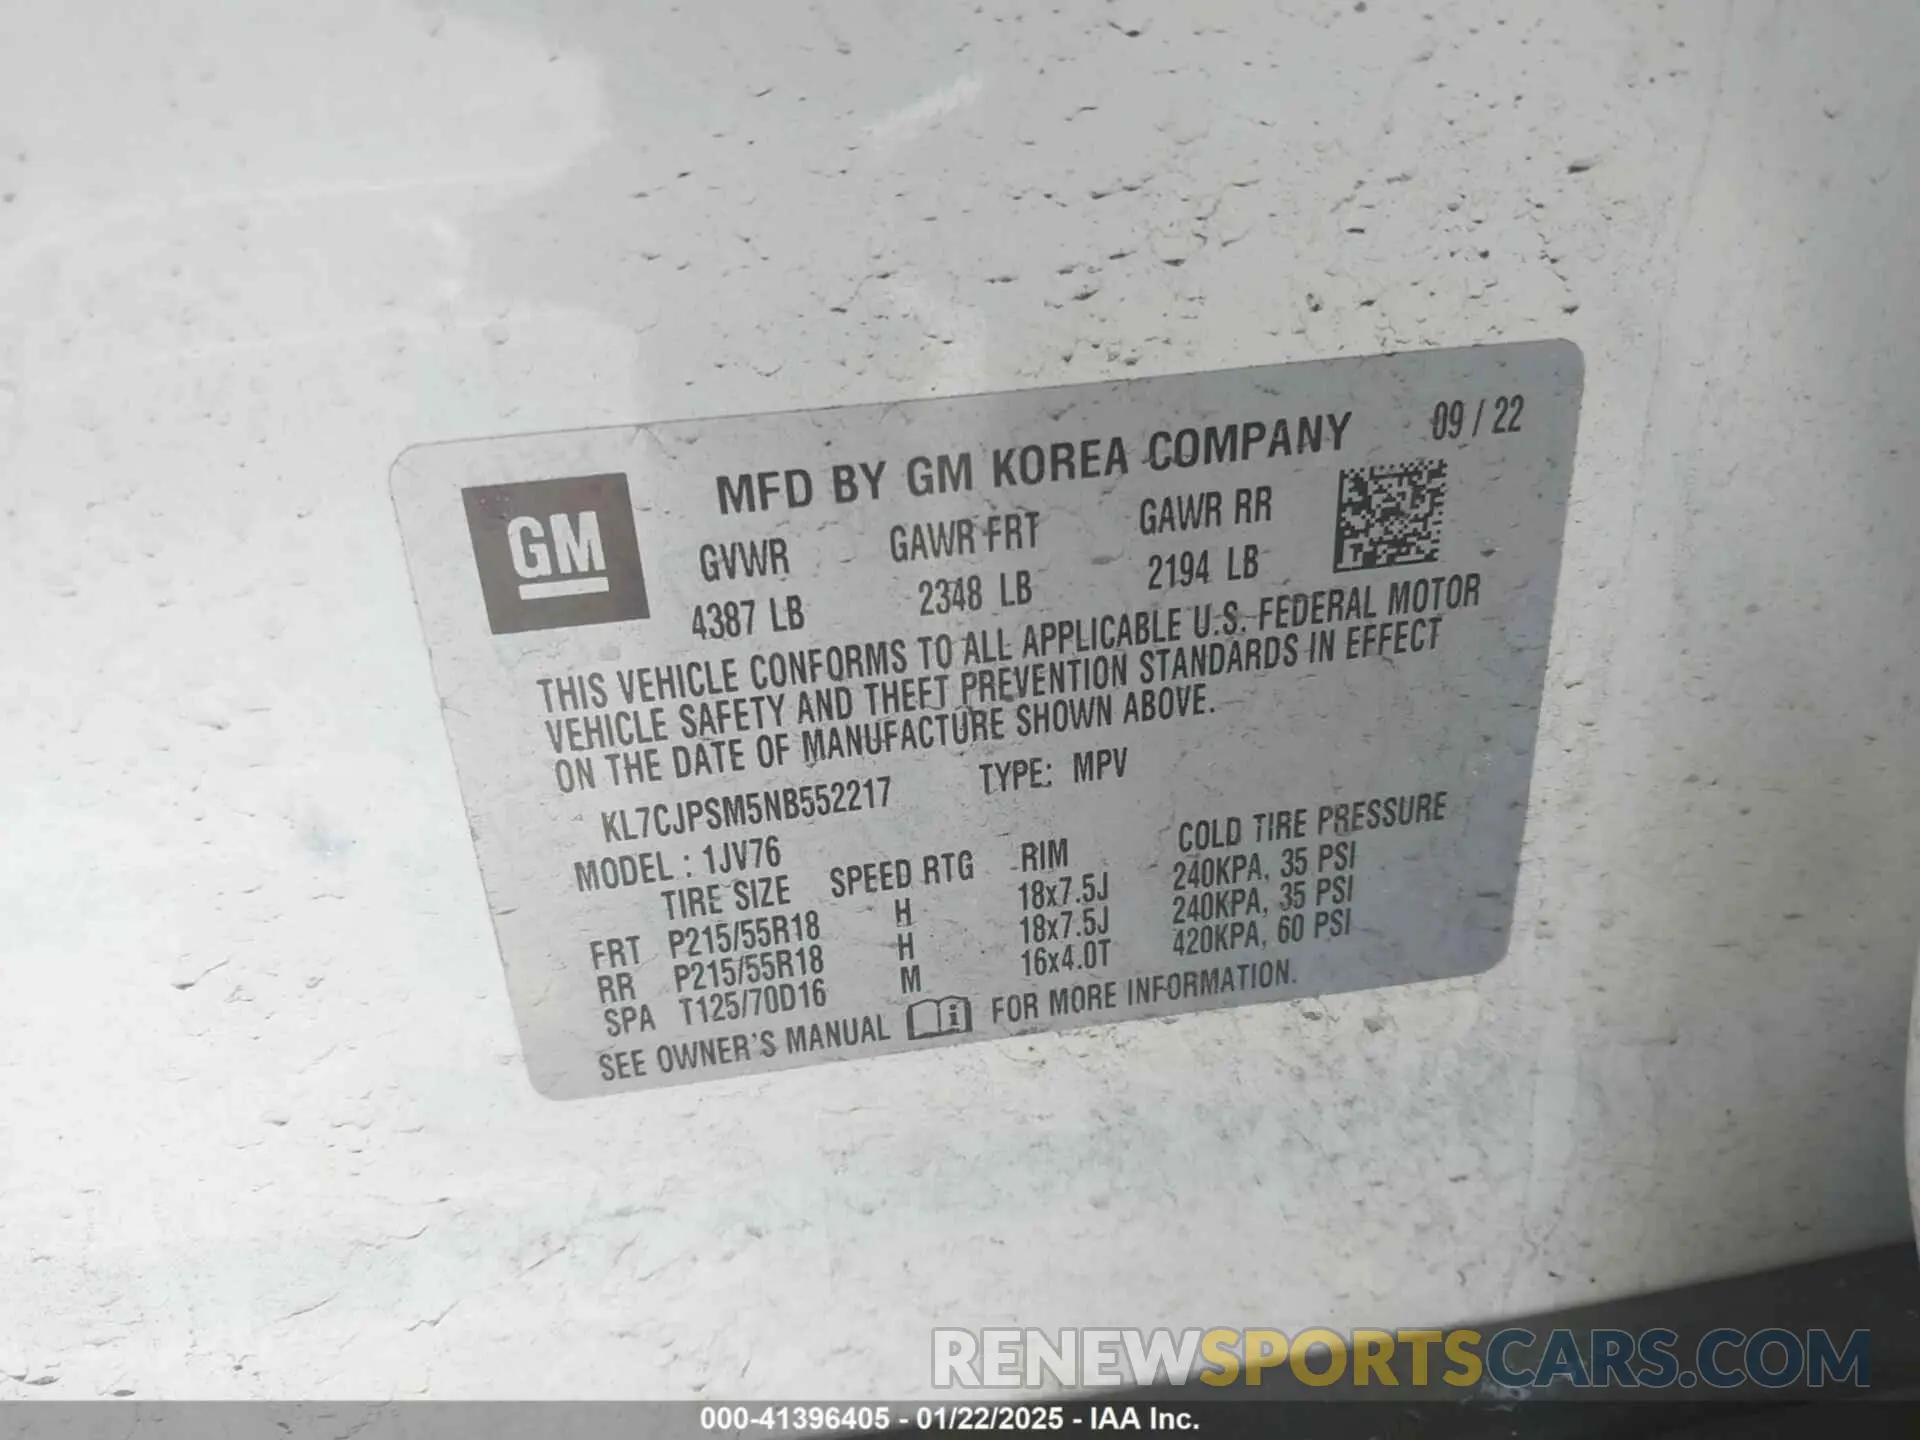 MFD BY GM KOREA COMPANY 09 / 22
GM
GVWR GAWR FRT GAWR RR
4387 LB 2348 LB 2194 LB
THIS VEHICLE CONFORMS TO ALL APPLICABLE U.S. FEDERAL MOTOR
VEHICLE SAFETY AND THEFT PREVENTION STANDARDS IN EFFECT
ON THE DATE OF MANUFACTURE SHOWN ABOVE.
KL7CJPSM5NB552217 TYPE: MPV
MODEL : 1JV76
TIRE SIZE SPEED RTG RIM COLD TIRE PRESSURE
FRT P215/55R18 H 18x7.5J 240KPA, 35 PSI
RR P215/55R18 H 18x7.5J 240KPA, 35 PSI
SPA T125/70D16 M 16x4.0T 420KPA, 60 PSI
SEE OWNER'S MANUAL i FOR MORE INFORMATION.
RENEWSPORTSCARS.COM
000-41396405 - 01/22/2025 - IAA Inc.